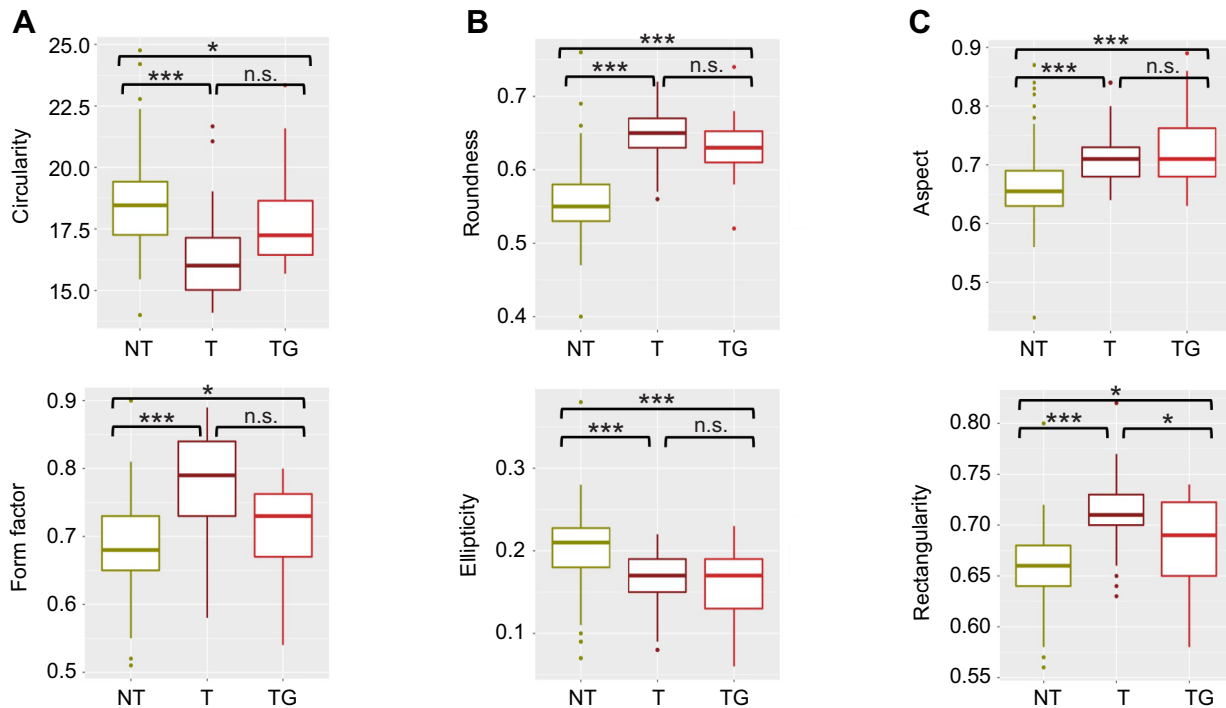 A
Circularity
25.0
22.5
20.0
17.5
15.0
*
***
n.s.
NT T TG
B
Roundness
0.7
0.6
0.5
0.4
***
***
n.s.
NT T TG
C
Aspect
0.9
0.8
0.7
0.6
0.5
***
***
n.s.
NT T TG
Form factor
0.9
0.8
0.7
0.6
0.5
*
***
n.s.
NT T TG
Ellipticity
0.3
0.2
0.1
***
***
n.s.
NT T TG
Rectangularity
0.80
0.75
0.70
0.65
0.60
0.55
*
***
*
NT T TG